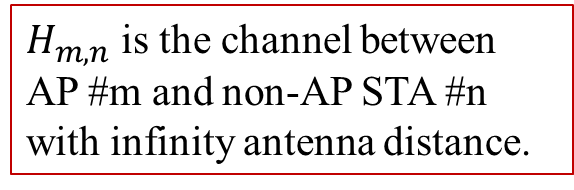 H_{m,n} is the channel between
AP #m and non-AP STA #n
with infinity antenna distance.